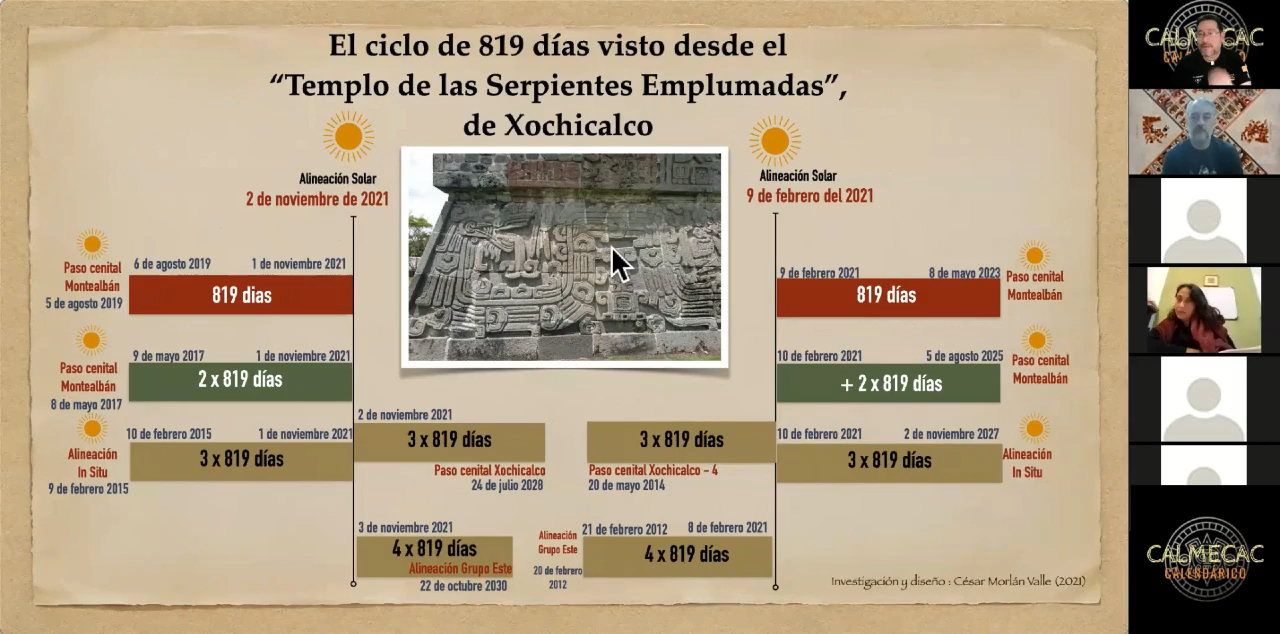 El ciclo de 819 días visto desde el
“Templo de las Serpientes Emplumadas”,
de Xochicalco
Alineación Solar
2 de noviembre de 2021
Alineación Solar
9 de febrero del 2021
Paso cenital
Montealbán
5 de agosto 2019
6 de agosto 2019
1 de noviembre 2021
819 dias
9 de febrero 2021
8 de mayo 2023
819 días
Paso cenital
Montealbán
Paso cenital
Montealbán
8 de mayo 2017
9 de mayo 2017
1 de noviembre 2021
2 x 819 días
10 de febrero 2021
5 de agosto 2025
+ 2 x 819 días
Paso cenital
Montealbán
Alineación
In Situ
9 de febrero 2015
10 de febrero 2015
1 de noviembre 2021
3 x 819 días
2 de noviembre 2021
3 x 819 días
Paso cenital Xochicalco
24 de julio 2028
3 x 819 días
Paso cenital Xochicalco - 4
20 de mayo 2014
10 de febrero 2021
2 de noviembre 2027
3 x 819 días
Alineación
In Situ
3 de noviembre 2021
4 x 819 días
Alineación Grupo Este
22 de octubre 2030
Alineación
Grupo Este
20 de febrero
2012
21 de febrero 2012
8 de febrero 2021
4 x 819 días
Investigación y diseño : César Morlán Valle (2021)
CALMECAC
CALMECAC
CALENDÁRICO